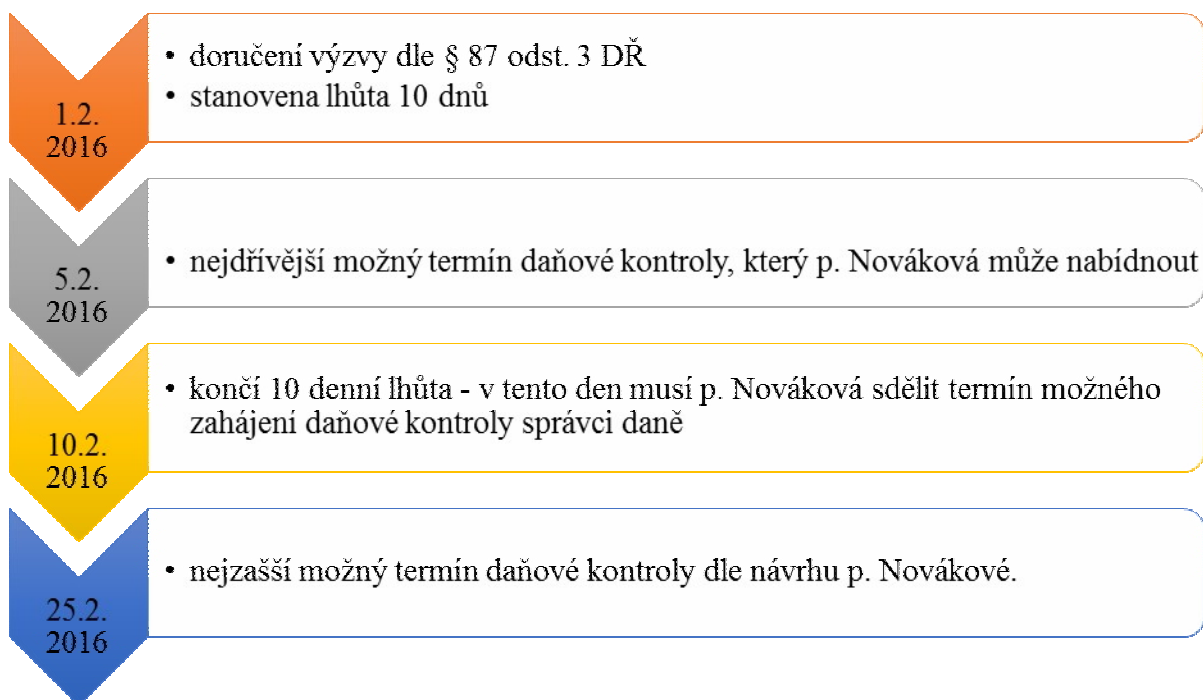 1.2.
2016
• doručení výzvy dle § 87 odst. 3 DŘ
• stanovena lhůta 10 dnů
5.2.
2016
• nejdřívější možný termín daňové kontroly, který p. Nováková může nabídnout
10.2.
2016
• končí 10 denní lhůta - v tento den musí p. Nováková sdělit termín možného
zahájení daňové kontroly správci daně
25.2.
2016
• nejzašší možný termín daňové kontroly dle návrhu p. Novákové.